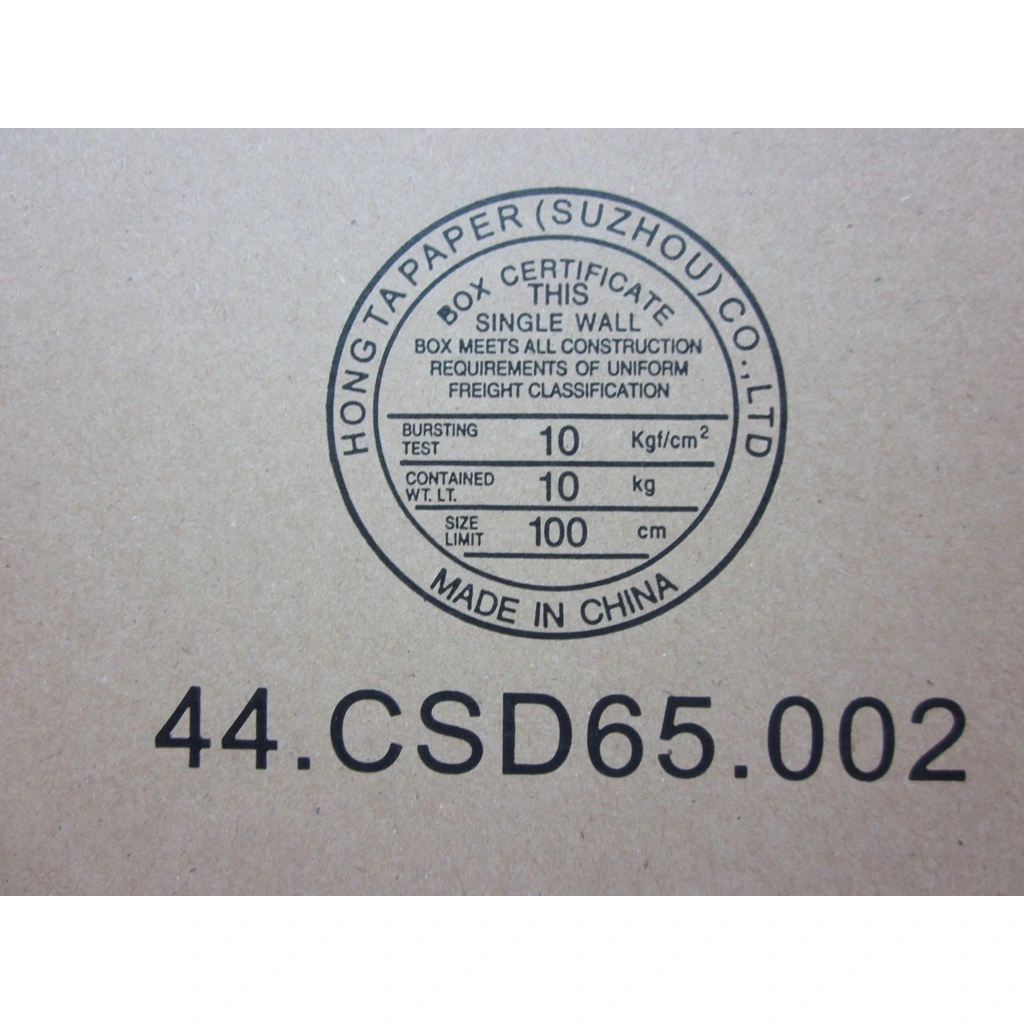 HONG TA PAPER (SUZHOU) CO.,LTD
BOX CERTIFICATE
THIS
SINGLE WALL
BOX MEETS ALL CONSTRUCTION
REQUIREMENTS OF UNIFORM
FREIGHT CLASSIFICATION
BURSTING TEST 10 Kgf/cm²
CONTAINED WT. LT. 10 kg
SIZE LIMIT 100 cm
MADE IN CHINA
44.CSD65.002